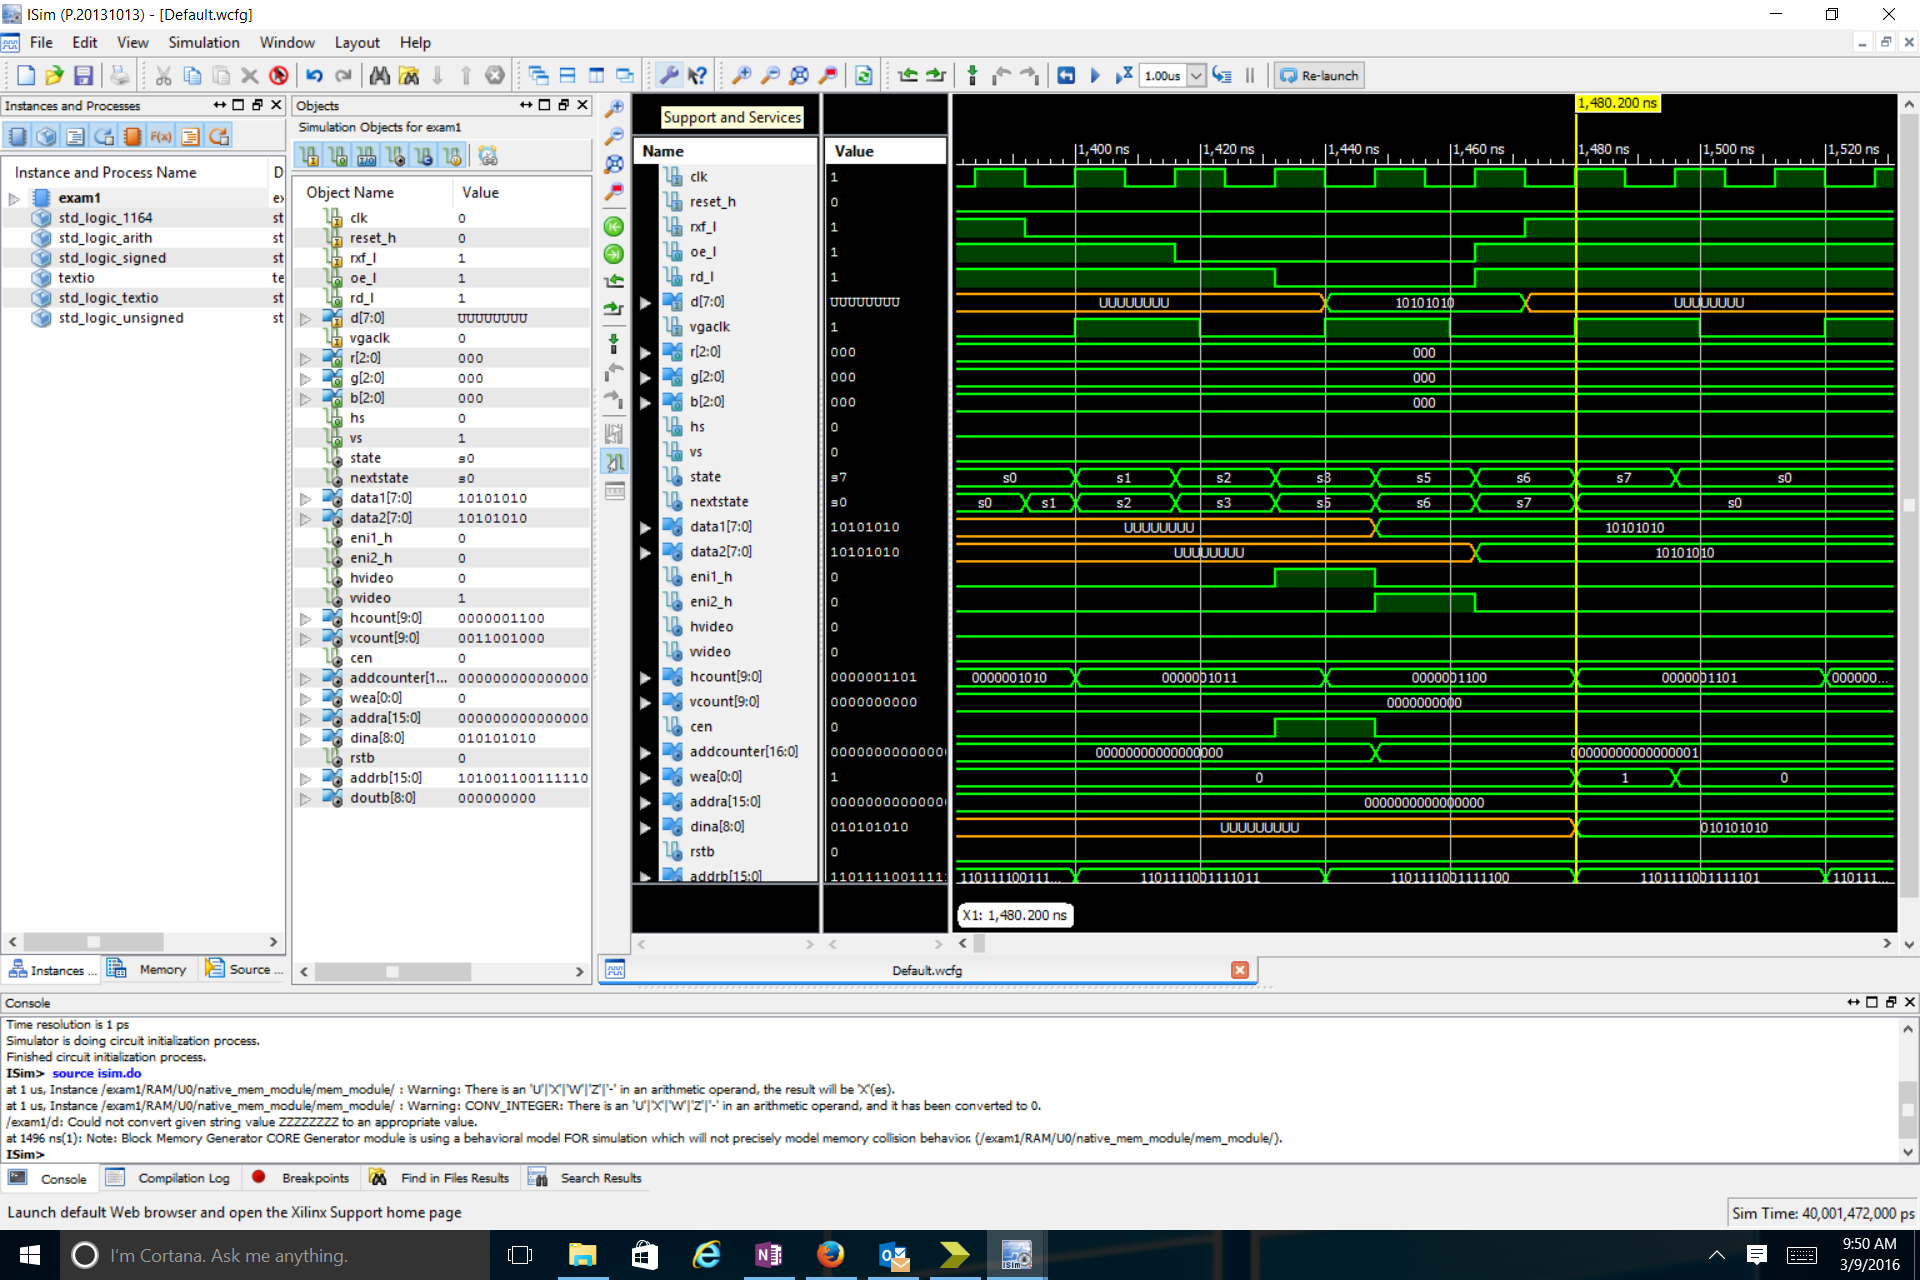 ISim (P.20131013) - [Default.wcfg]
File Edit View Simulation Window Layout Help
1.00us Re-launch
Instances and Processes
Instance and Process Name D
exam1 e
std_logic_1164 st
std_logic_arith st
std_logic_signed st
textio te
std_logic_textio st
std_logic_unsigned st
Instances ... Memory Source ...
Objects
Simulation Objects for exam1
Object Name Value
clk 0
reset_h 0
rxf_l 1
oe_l 1
rd_l 1
d[7:0] UUUUUUUU
vgaclk 0
r[2:0] 000
g[2:0] 000
b[2:0] 000
hs 0
vs 1
state s0
nextstate s0
data1[7:0] 10101010
data2[7:0] 10101010
eni1_h 0
eni2_h 0
hvideo 0
vvideo 1
hcount[9:0] 0000001100
vcount[9:0] 0011001000
cen 0
addcounter[1... 0000000000000000
wea[0:0] 0
addra[15:0] 0000000000000000
dina[8:0] 010101010
rstb 0
addrb[15:0] 101001100111110
doutb[8:0] 000000000
Support and Services
1,480.200 ns
1,400 ns 1,420 ns 1,440 ns 1,460 ns 1,480 ns 1,500 ns 1,520 ns
Name Value
clk 1
reset_h 0
rxf_l 1
oe_l 1
rd_l 1
d[7:0] UUUUUUUU UUUUUUUU 10101010 UUUUUUUU
vgaclk 1
r[2:0] 000 000
g[2:0] 000 000
b[2:0] 000 000
hs 0
vs 0
state s7 s0 s1 s2 s3 s5 s6 s7 s0
nextstate s0 s0 s1 s2 s3 s5 s6 s7 s0
data1[7:0] 10101010 UUUUUUUU 10101010
data2[7:0] 10101010 UUUUUUUU 10101010
eni1_h 0
eni2_h 0
hvideo 0
vvideo 0
hcount[9:0] 0000001101 0000001010 0000001011 0000001100 0000001101 000000...
vcount[9:0] 0000000000 0000000000
cen 0
addcounter[16:0] 00000000000000 00000000000000000 00000000000000001
wea[0:0] 1 0 1 0
addra[15:0] 00000000000000 0000000000000000
dina[8:0] 010101010 UUUUUUUUU 010101010
rstb 0
addrb[15:0] 11011110011111 110111100111... 1101111001111011 1101111001111100 1101111001111101 110111...
X1: 1,480.200 ns
Default.wcfg
Console
Time resolution is 1 ps
Simulator is doing circuit initialization process.
Finished circuit initialization process.
ISim> source isim.do
at 1 us, Instance /exam1/RAM/U0/native_mem_module/mem_module/ : Warning: There is an 'U'|'X'|'W'|'Z'|'-' in an arithmetic operand, the result will be 'X'(es).
at 1 us, Instance /exam1/RAM/U0/native_mem_module/mem_module/ : Warning: CONV_INTEGER: There is an 'U'|'X'|'W'|'Z'|'-' in an arithmetic operand, and it has been converted to 0.
/exam1/d: Could not convert given string value ZZZZZZZZ to an appropriate value.
at 1496 ns(1): Note: Block Memory Generator CORE Generator module is using a behavioral model FOR simulation which will not precisely model memory collision behavior. (/exam1/RAM/U0/native_mem_module/mem_module/).
ISim>
Console Compilation Log Breakpoints Find in Files Results Search Results
Launch default Web browser and open the Xilinx Support home page
Sim Time: 40,001,472,000 ps
I'm Cortana. Ask me anything.
9:50 AM
3/9/2016